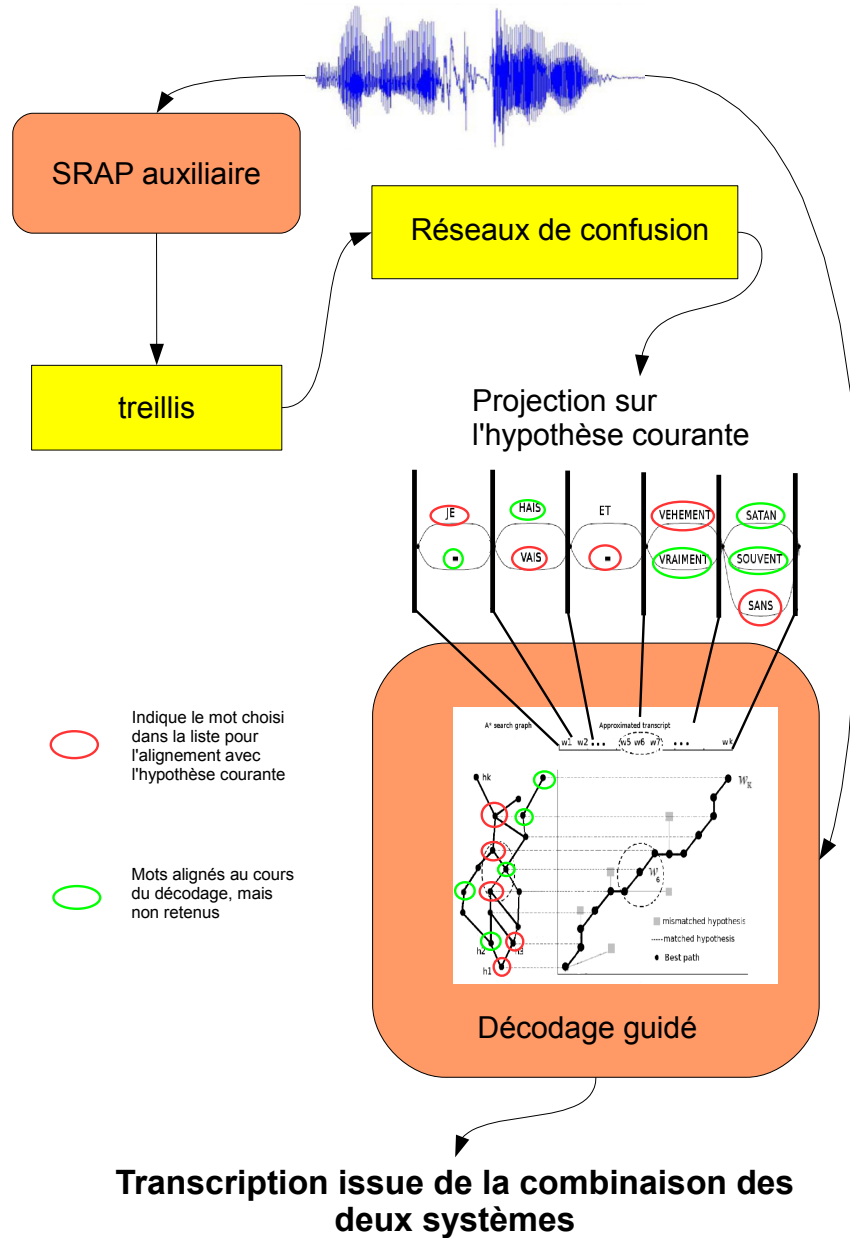 SRAP auxiliaire
Réseaux de confusion
treillis
Projection sur
l'hypothèse courante
JE
HAIS
VAIS
ET
VEHEMENT
VRAIMENT
SATAN
SOUVENT
SANS
Indique le mot choisi
dans la liste pour
l'alignement avec
l'hypothèse courante
Mots alignés au cours
du décodage, mais
non retenus
A* search graph
Approximated transcript
w1 w2 ... w5 w6 w7 ... wk
hk
W_K
W_6
h2
h3
h1
mismatched hypothesis
matched hypothesis
Best path
Décodage guidé
Transcription issue de la combinaison des
deux systèmes